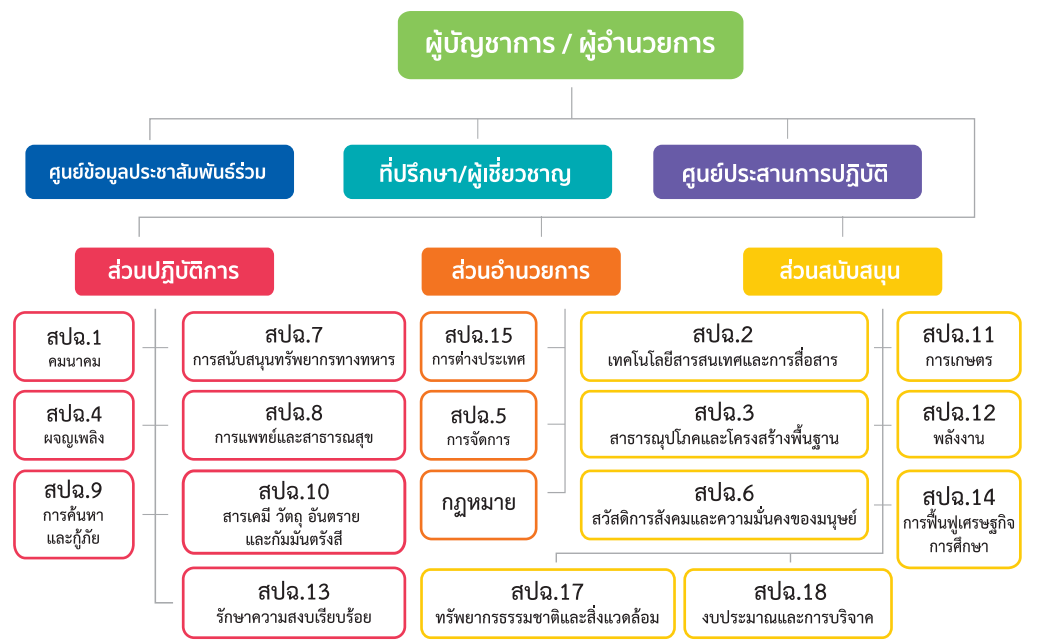 ผู้บัญชาการ / ผู้อำนวยการ
ศูนย์ข้อมูลประชาสัมพันธ์ร่วม
ที่ปรึกษา/ผู้เชี่ยวชาญ
ศูนย์ประสานการปฏิบัติ
ส่วนปฏิบัติการ
ส่วนอำนวยการ
ส่วนสนับสนุน
สปฉ.1
คมนาคม
สปฉ.7
การสนับสนุนทรัพยากรทางทหาร
สปฉ.15
การต่างประเทศ
สปฉ.2
เทคโนโลยีสารสนเทศและการสื่อสาร
สปฉ.11
การเกษตร
สปฉ.4
ผจญเพลิง
สปฉ.8
การแพทย์และสาธารณสุข
สปฉ.5
การจัดการ
สปฉ.3
สาธารณุปโภคและโครงสร้างพื้นฐาน
สปฉ.12
พลังงาน
สปฉ.9
การค้นหา
และกู้ภัย
สปฉ.10
สารเคมี วัตถุ อันตราย
และกัมมันตรังสี
กฎหมาย
สปฉ.6
สวัสดิการสังคมและความมั่นคงของมนุษย์
สปฉ.14
การฟื้นฟูเศรษฐกิจ
การศึกษา
สปฉ.13
รักษาความสงบเรียบร้อย
สปฉ.17
ทรัพยากรธรรมชาติและสิ่งแวดล้อม
สปฉ.18
งบประมาณและการบริจาค